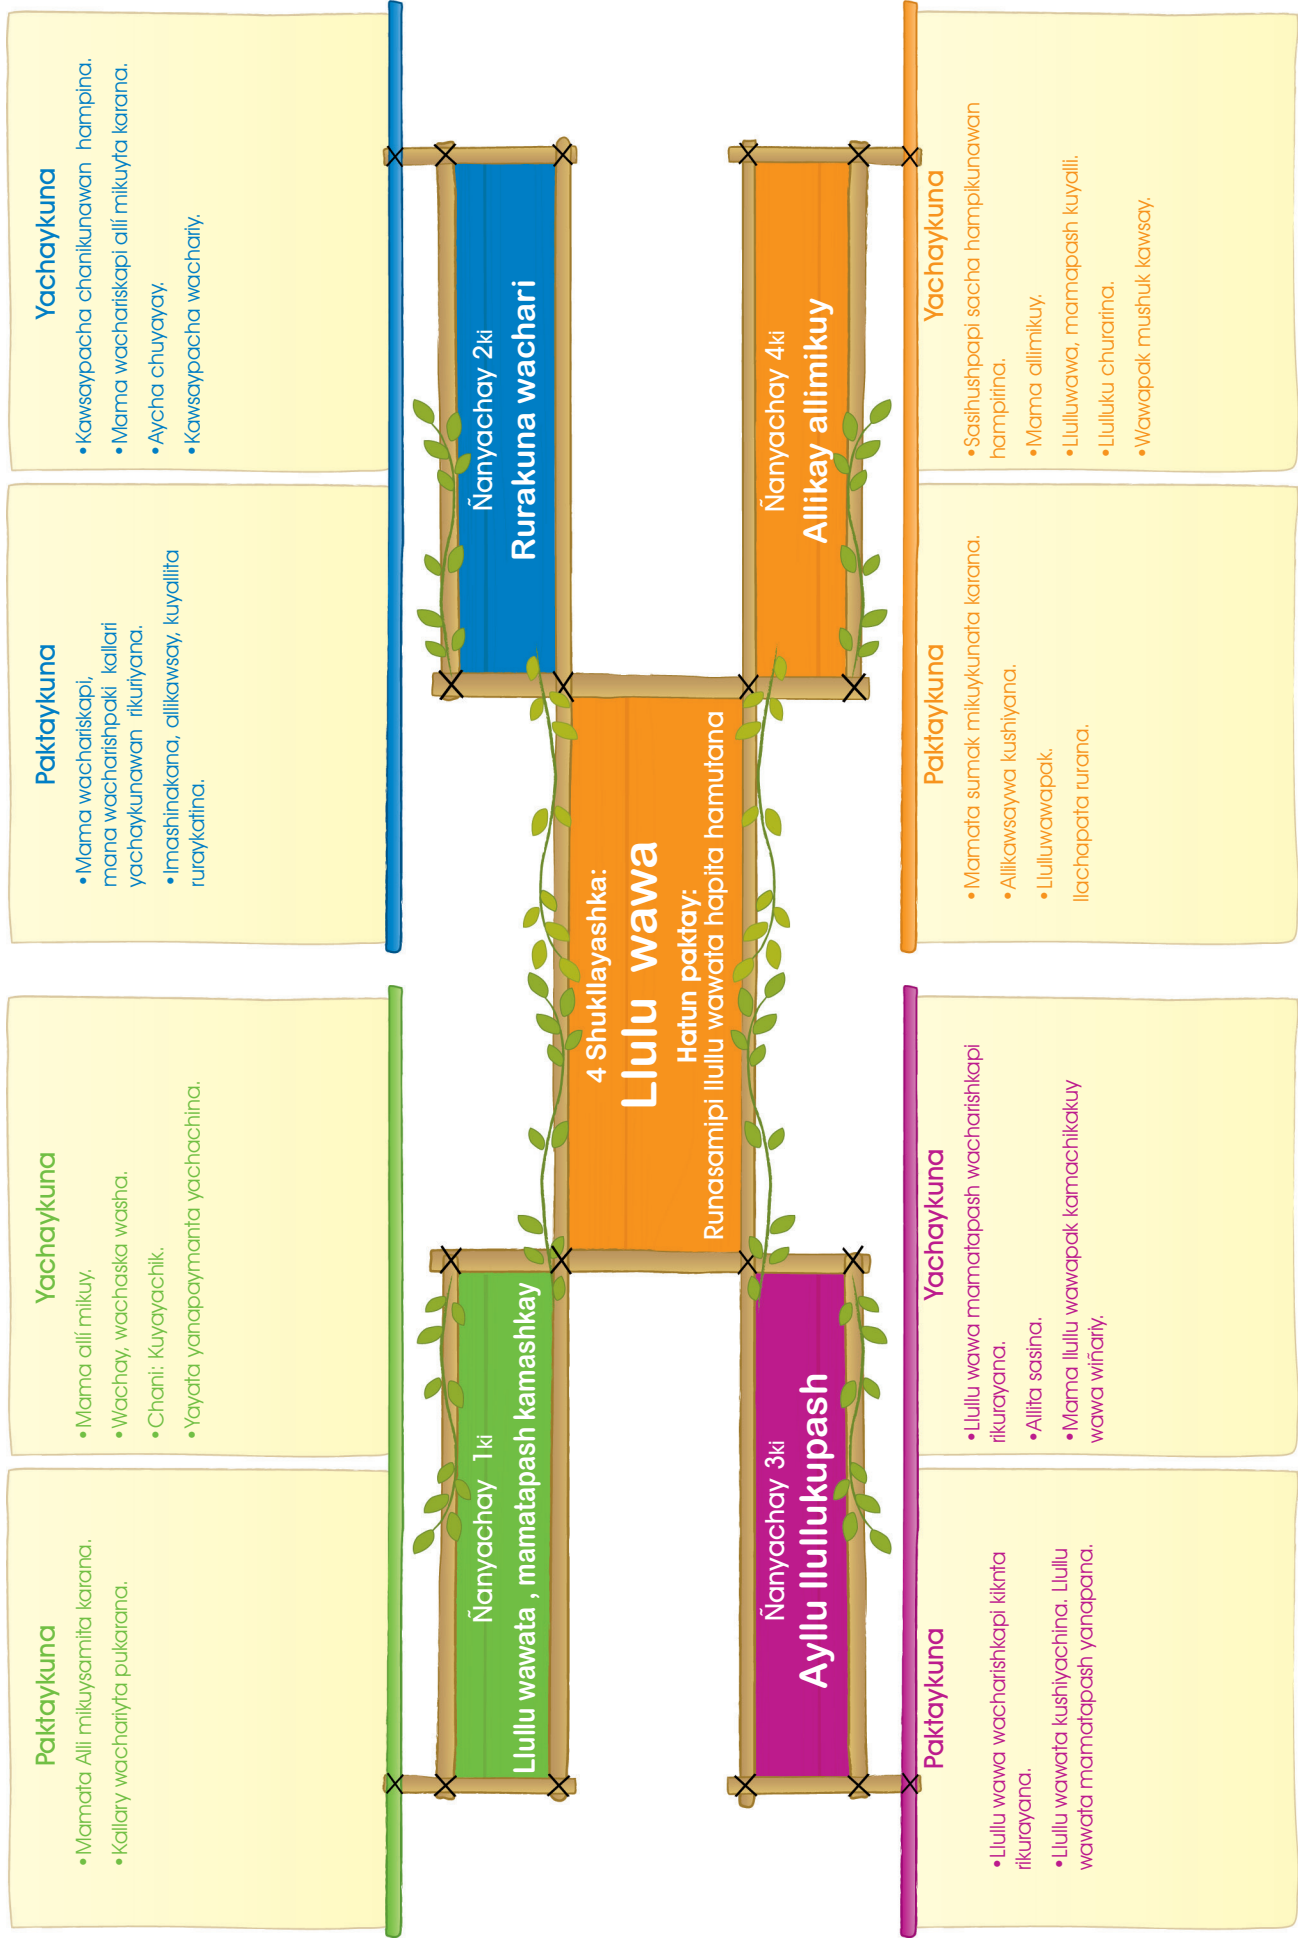 Paktaykuna
• Mamata Alli mikuysamita karana.
• Kallary wachariyta pukarana.
Yachaykuna
• Mama allí mikuy.
• Wachay, wachaska washa.
• Chani: Kuyayachik.
• Yayata yanapaymanta yachachina.
Paktaykuna
• Mama wachariskapi,
mana wacharishpaki kallari
yachaykunawan rikuriyana.
• Imashinakana, allikawsay, kuyallita
ruraykatina.
Yachaykuna
• Kawsaypacha chanikunawan hampina.
• Mama wachariskapi allí mikuyta karana.
• Aycha chuyayay.
• Kawsaypacha wachariy.
Ñanyachay 1ki
Llullu wawata , mamatapash kamashkay
Ñanyachay 2ki
Rurakuna wachari
4 Shukllayashka:
Llulu wawa
Hatun paktay:
Runasamipi llullu wawata hapita hamutana
Ñanyachay 3ki
Ayllu llullukupash
Ñanyachay 4ki
Allikay allimikuy
Paktaykuna
• Llullu wawa wacharishkapi kiknta
rikurayana.
• Llullu wawata kushiyachina. Llullu
wawata mamatapash yanapana.
Yachaykuna
• Llullu wawa mamatapash wacharishkapi
rikurayana.
• Allita sasina.
• Mama llullu wawapak kamachikakuy
wawa wiñariy.
Paktaykuna
• Mamata sumak mikuykunata karana.
• Allikawsaywa kushiyana.
• Llulluwawapak.
llachapata rurana.
Yachaykuna
• Sasihushpapi sacha hampikunawan
hampirina.
• Mama allimikuy.
• Llulluwawa, mamapash kuyalli.
• Llulluku churarina.
• Wawapak mushuk kawsay.